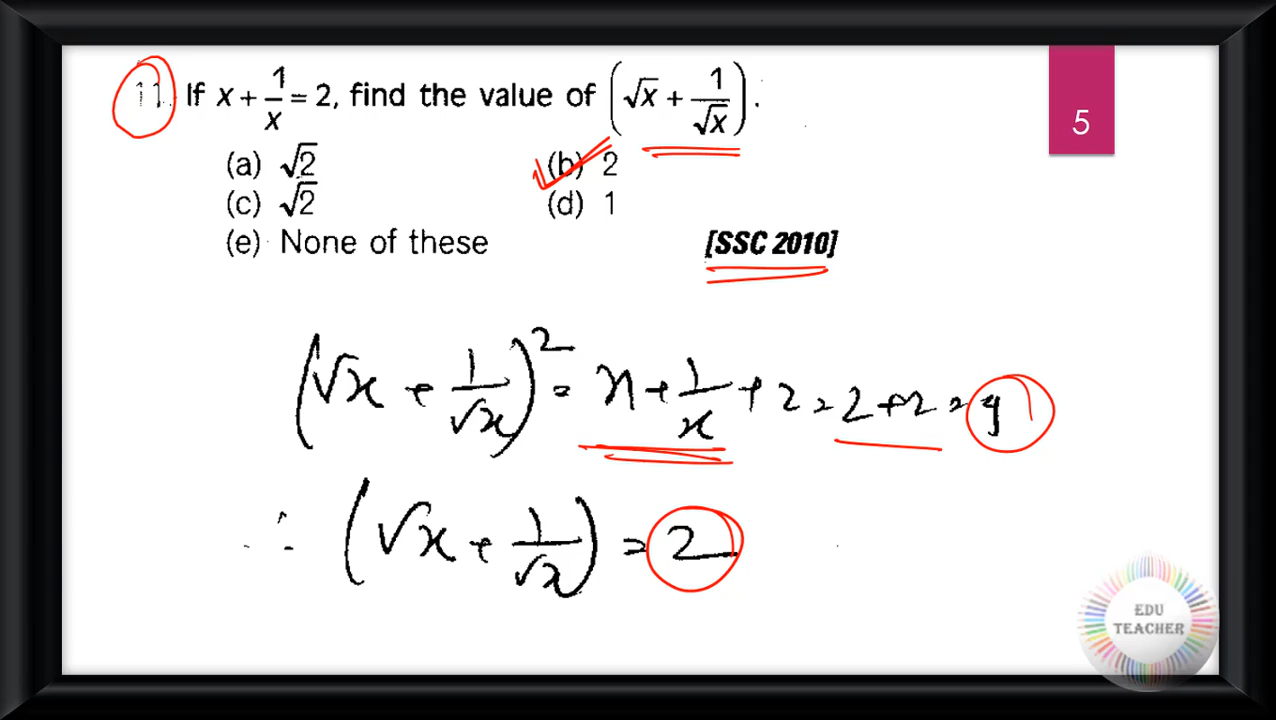 11. If x + 1/x = 2, find the value of (√x + 1/√x).
5
(a) √2 (b) 2
(c) √2 (d) 1
(e) None of these [SSC 2010]
(√x + 1/√x)² = x + 1/x + 2 = 2 + 2 = 4
∴ (√x + 1/√x) = 2
EDU
TEACHER